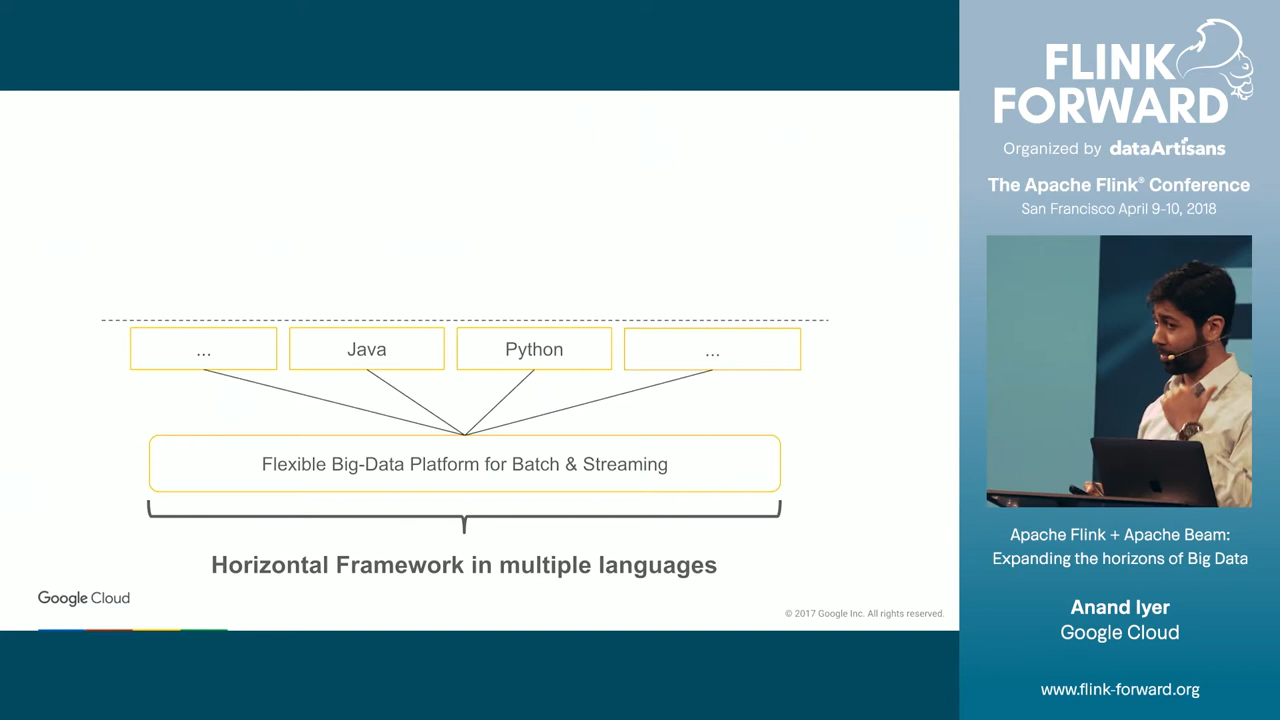 ...
Java
Python
...
Flexible Big-Data Platform for Batch & Streaming
Horizontal Framework in multiple languages
Google Cloud
© 2017 Google Inc. All rights reserved.
FLINK
FORWARD
Organized by dataArtisans
The Apache Flink® Conference
San Francisco April 9-10, 2018
Apache Flink + Apache Beam:
Expanding the horizons of Big Data
Anand Iyer
Google Cloud
www.flink-forward.org